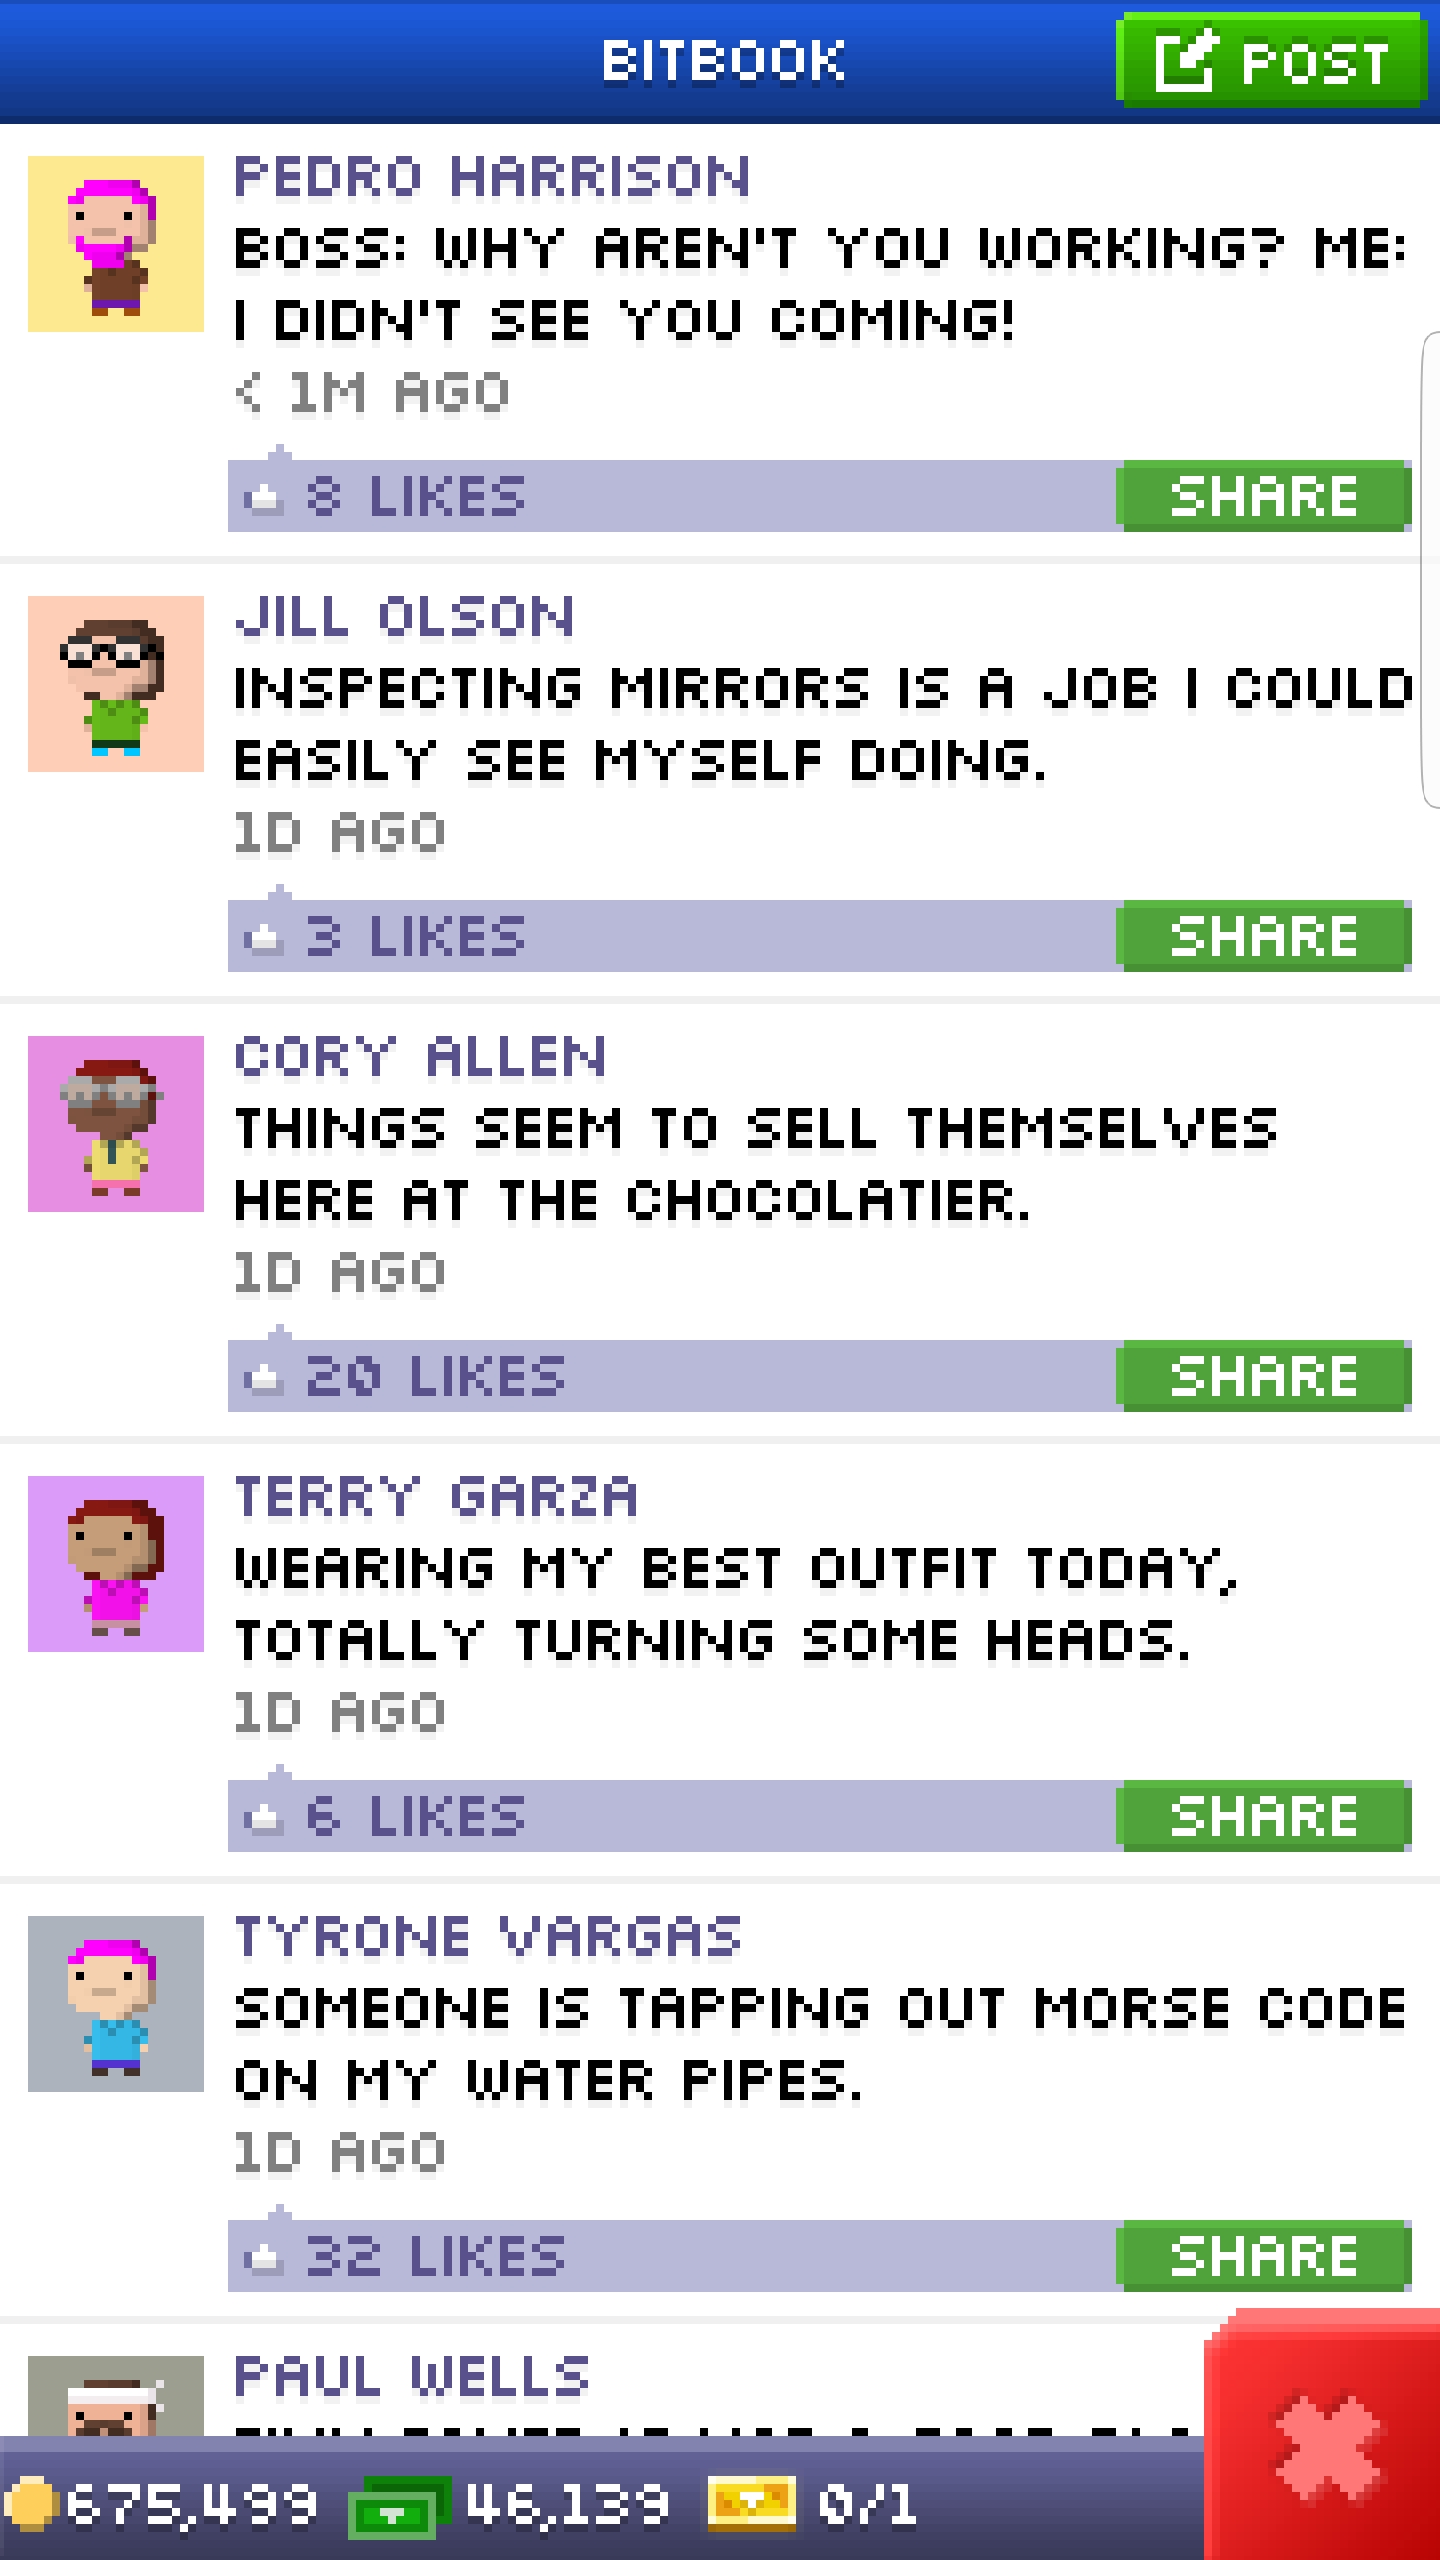 BITBOOK
POST
PEDRO HARRISON
BOSS: WHY AREN'T YOU WORKING? ME:
I DIDN'T SEE YOU COMING!
< 1M AGO
8 LIKES
SHARE
JILL OLSON
INSPECTING MIRRORS IS A JOB I COULD
EASILY SEE MYSELF DOING.
1D AGO
3 LIKES
SHARE
CORY ALLEN
THINGS SEEM TO SELL THEMSELVES
HERE AT THE CHOCOLATIER.
1D AGO
20 LIKES
SHARE
TERRY GARZA
WEARING MY BEST OUTFIT TODAY,
TOTALLY TURNING SOME HEADS.
1D AGO
6 LIKES
SHARE
TYRONE VARGAS
SOMEONE IS TAPPING OUT MORSE CODE
ON MY WATER PIPES.
1D AGO
32 LIKES
SHARE
PAUL WELLS
675,499
46,139
0/1